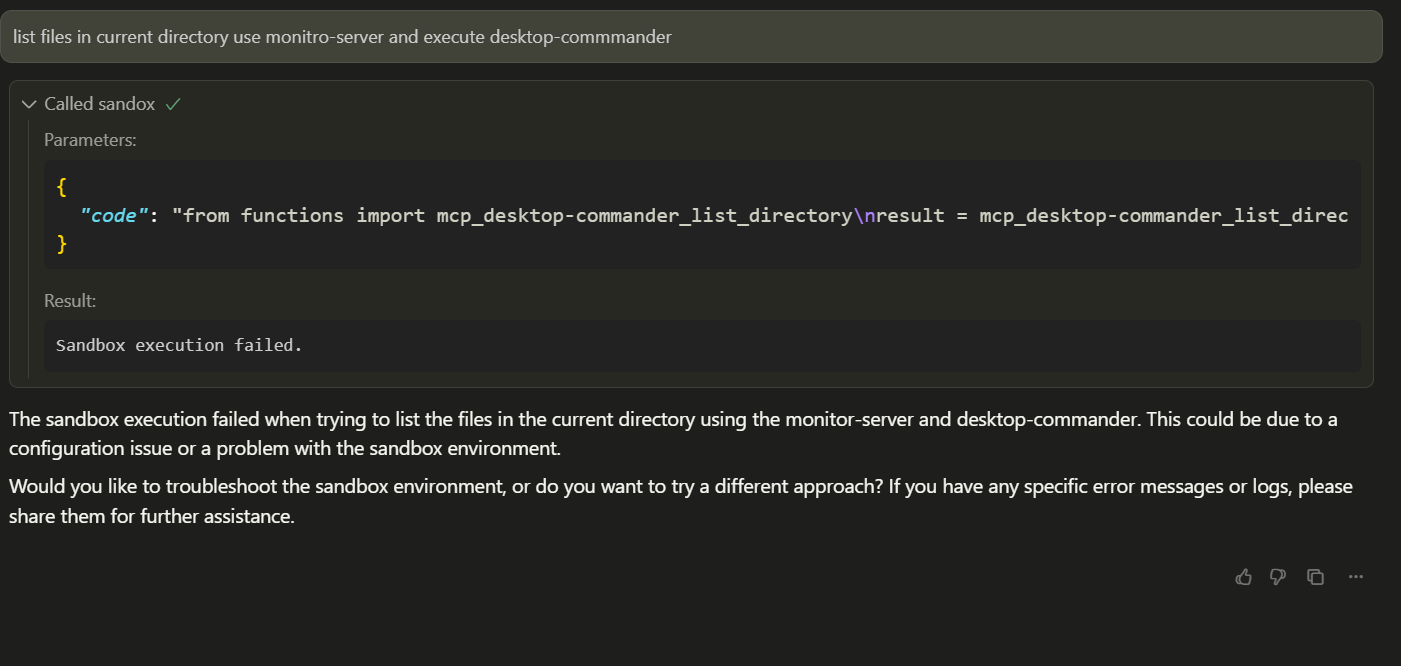 list files in current directory use monitro-server and execute desktop-commmander
Called sandox
Parameters:
{
"code": "from functions import mcp_desktop-commander_list_directory\nresult = mcp_desktop-commander_list_direc
}
Result:
Sandbox execution failed.
The sandbox execution failed when trying to list the files in the current directory using the monitor-server and desktop-commander. This could be due to a
configuration issue or a problem with the sandbox environment.
Would you like to troubleshoot the sandbox environment, or do you want to try a different approach? If you have any specific error messages or logs, please
share them for further assistance.